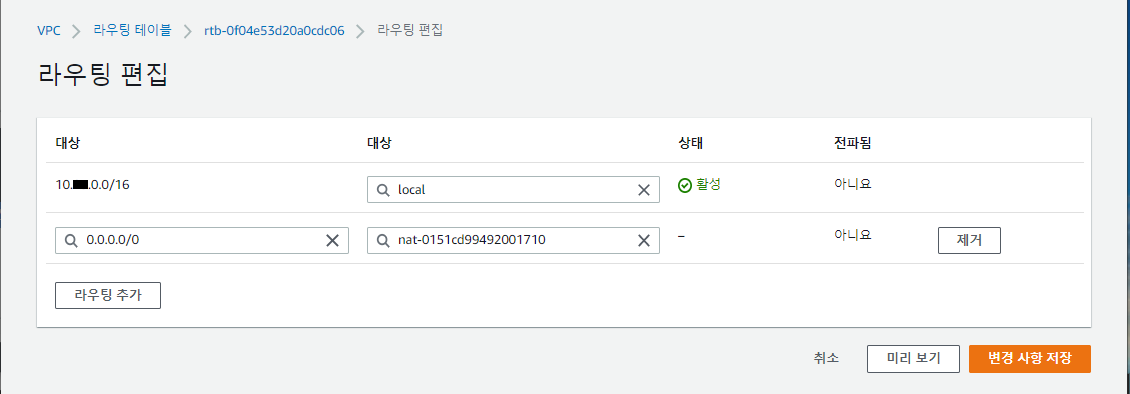 VPC > 라우팅 테이블 > rtb-0f04e53d20a0cdc06 > 라우팅 편집
라우팅 편집
대상 대상 상태 전파됨
10. .0.0/16 local 활성 아니요
0.0.0.0/0 nat-0151cd99492001710 – 아니요 제거
라우팅 추가
취소 미리 보기 변경 사항 저장